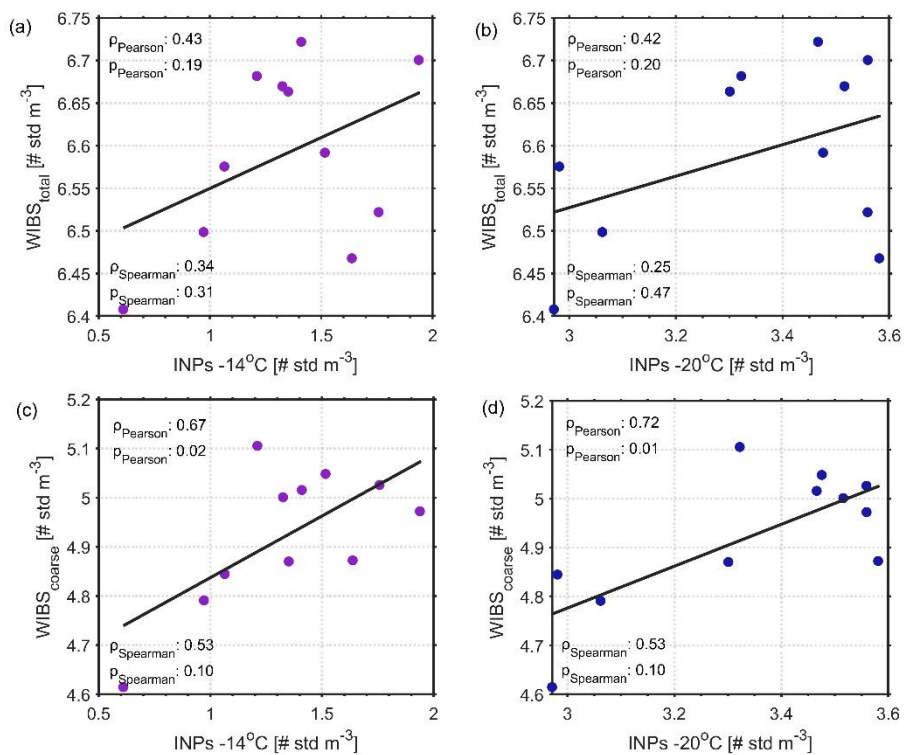 (a)
ρPearson: 0.43
pPearson: 0.19
ρSpearman: 0.34
pSpearman: 0.31
WIBStotal [# std m-3]
6.75
6.7
6.65
6.6
6.55
6.5
6.45
6.4
0.5 1 1.5 2
INPs -14oC [# std m-3]
(b)
ρPearson: 0.42
pPearson: 0.20
ρSpearman: 0.25
pSpearman: 0.47
WIBStotal [# std m-3]
6.75
6.7
6.65
6.6
6.55
6.5
6.45
6.4
3 3.2 3.4 3.6
INPs -20oC [# std m-3]
(c)
ρPearson: 0.67
pPearson: 0.02
ρSpearman: 0.53
pSpearman: 0.10
WIBScoarse [# std m-3]
5.2
5.1
5
4.9
4.8
4.7
4.6
0.5 1 1.5 2
INPs -14oC [# std m-3]
(d)
ρPearson: 0.72
pPearson: 0.01
ρSpearman: 0.53
pSpearman: 0.10
WIBScoarse [# std m-3]
5.2
5.1
5
4.9
4.8
4.7
4.6
3 3.2 3.4 3.6
INPs -20oC [# std m-3]